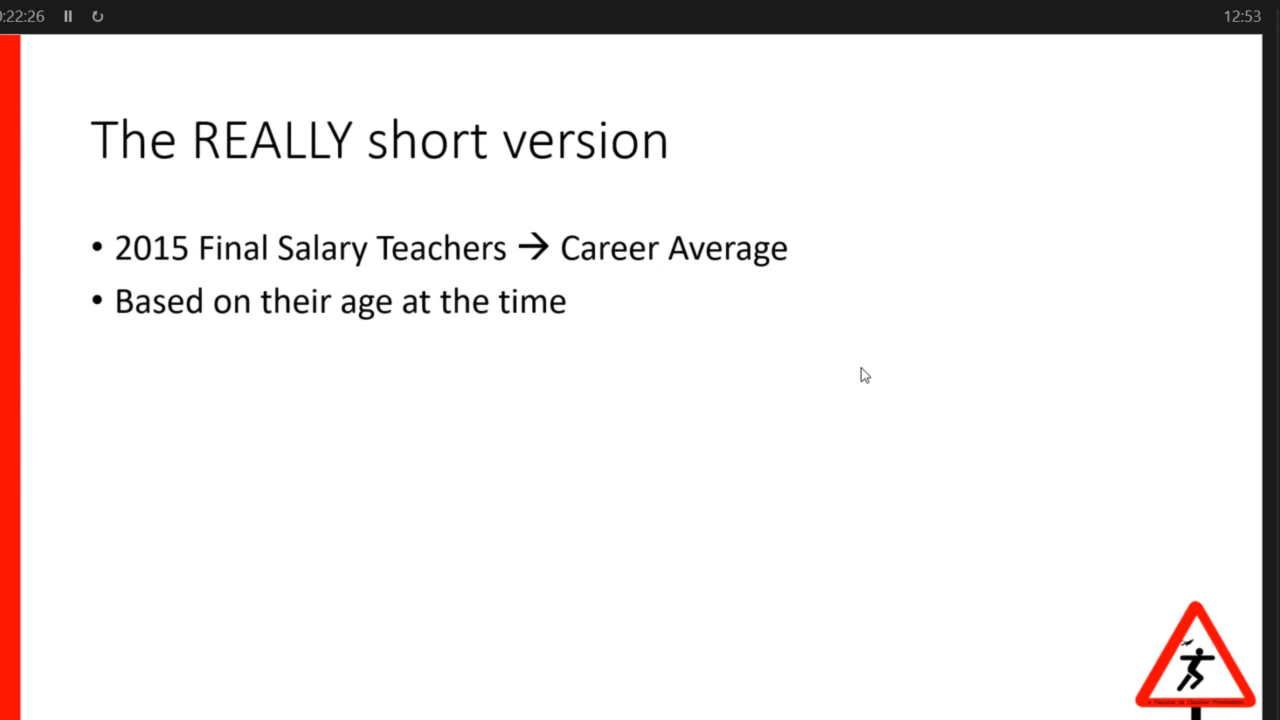 0:22:26
12:53
The REALLY short version
• 2015 Final Salary Teachers → Career Average
• Based on their age at the time